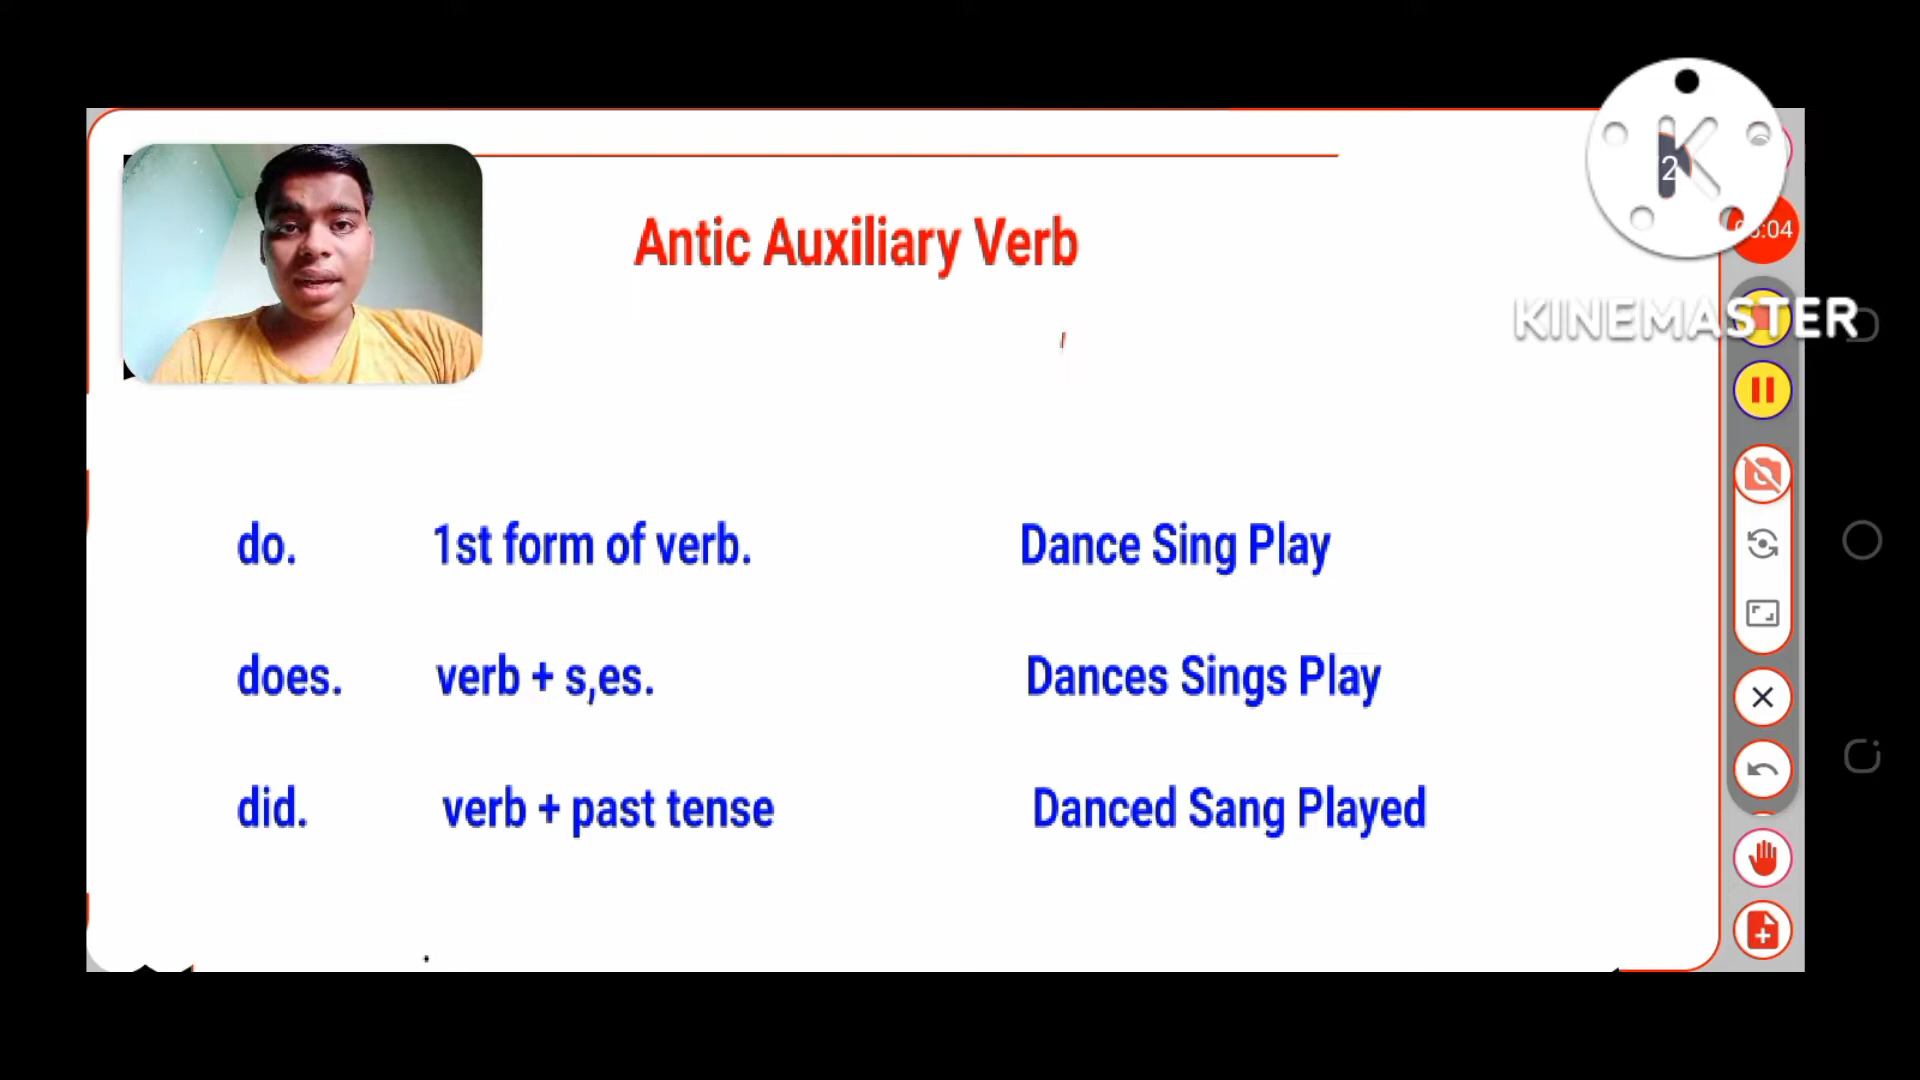 Antic Auxiliary Verb
KINEMASTER
do. 1st form of verb. Dance Sing Play
does. verb + s,es. Dances Sings Play
did. verb + past tense Danced Sang Played